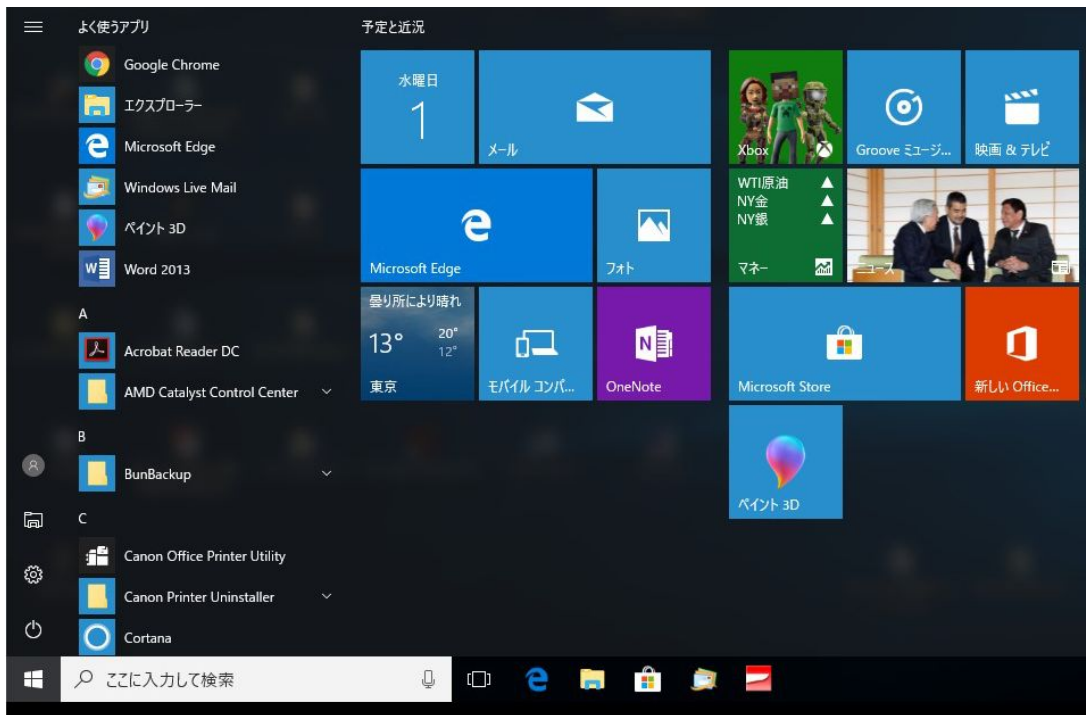 よく使うアプリ
Google Chrome
エクスプローラー
Microsoft Edge
Windows Live Mail
ペイント 3D
Word 2013
A
Acrobat Reader DC
AMD Catalyst Control Center
B
BunBackup
C
Canon Office Printer Utility
Canon Printer Uninstaller
Cortana
予定と近況
水曜日
1
メール
Microsoft Edge
フォト
曇り所により晴れ
13° 20°
12°
東京
モバイル コンパ...
OneNote
Xbox
Groove ミュージ...
映画 & テレビ
WTI原油 ▲
NY金 ▲
NY銀 ▲
マネー
ニュース
Microsoft Store
新しい Office...
ペイント 3D
ここに入力して検索